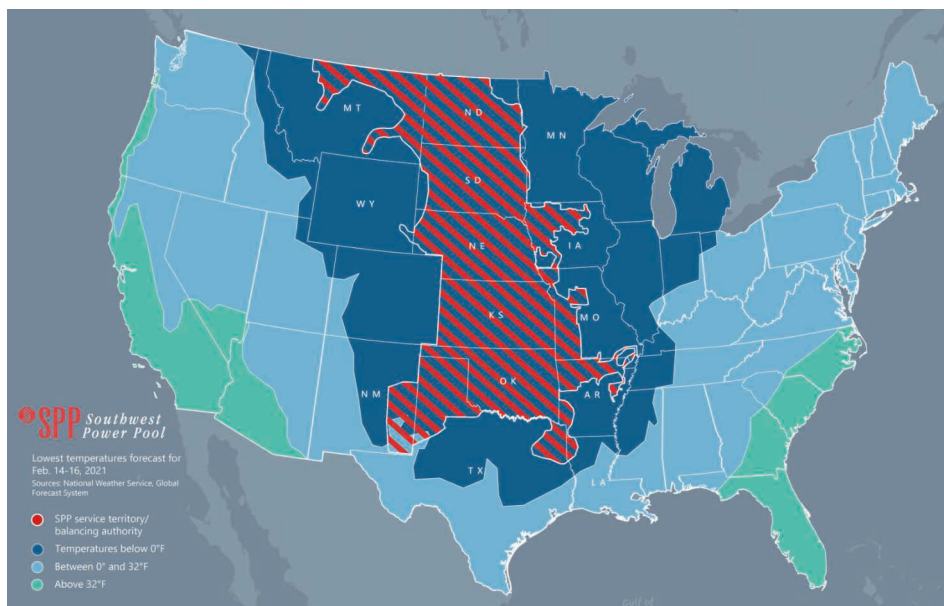 MT
ND
MN
SD
WY
NE
IA
KS
MO
OK
NM
AR
TX
LA
SPP Southwest
Power Pool
Lowest temperatures forecast for
Feb. 14-16, 2021
Sources: National Weather Service, Global
Forecast System
SPP service territory/
balancing authority
Temperatures below 0°F
Between 0° and 32°F
Above 32°F
Gulf of